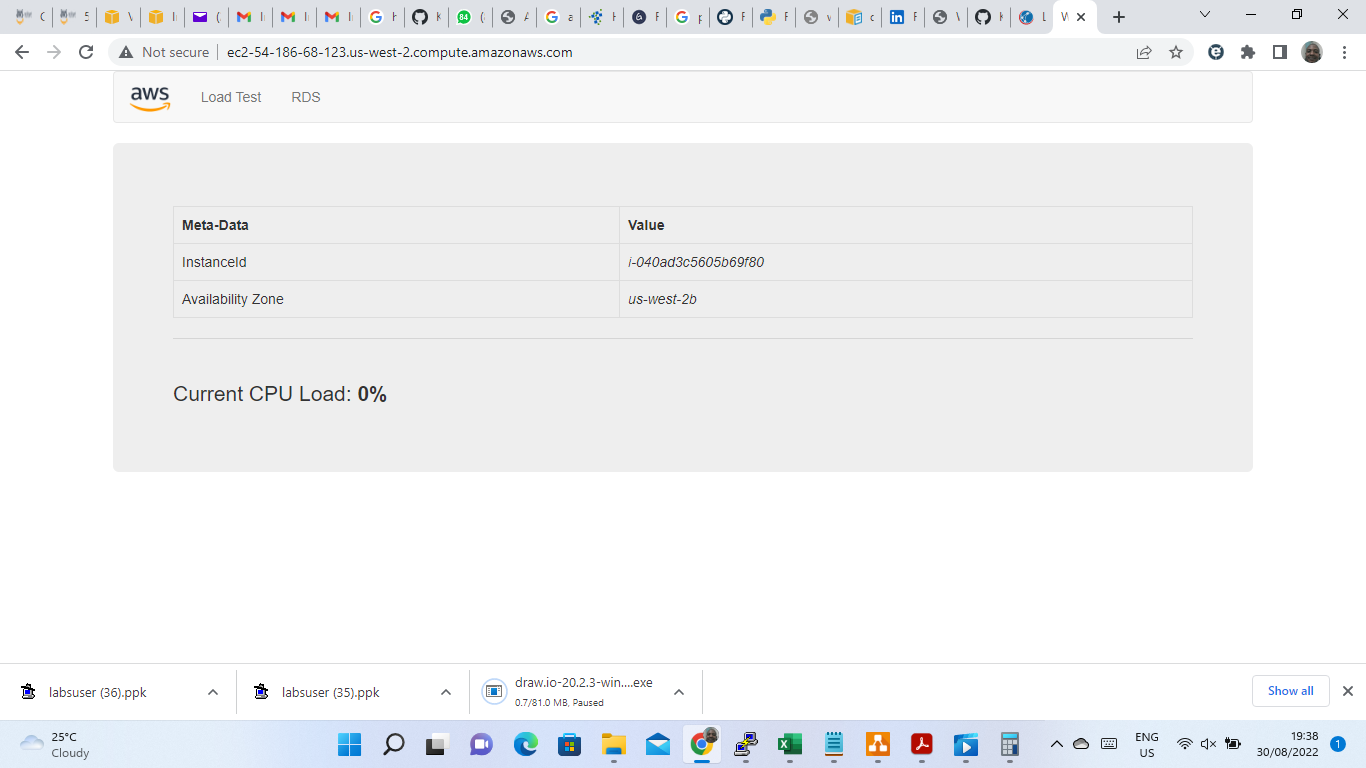 Not secure
ec2-54-186-68-123.us-west-2.compute.amazonaws.com
aws
Load Test
RDS
Meta-Data Value
InstanceId i-040ad3c5605b69f80
Availability Zone us-west-2b
Current CPU Load: 0%
labsuser (36).ppk
labsuser (35).ppk
draw.io-20.2.3-win....exe
0.7/81.0 MB, Paused
Show all
25°C
Cloudy
ENG
US
19:38
30/08/2022
1